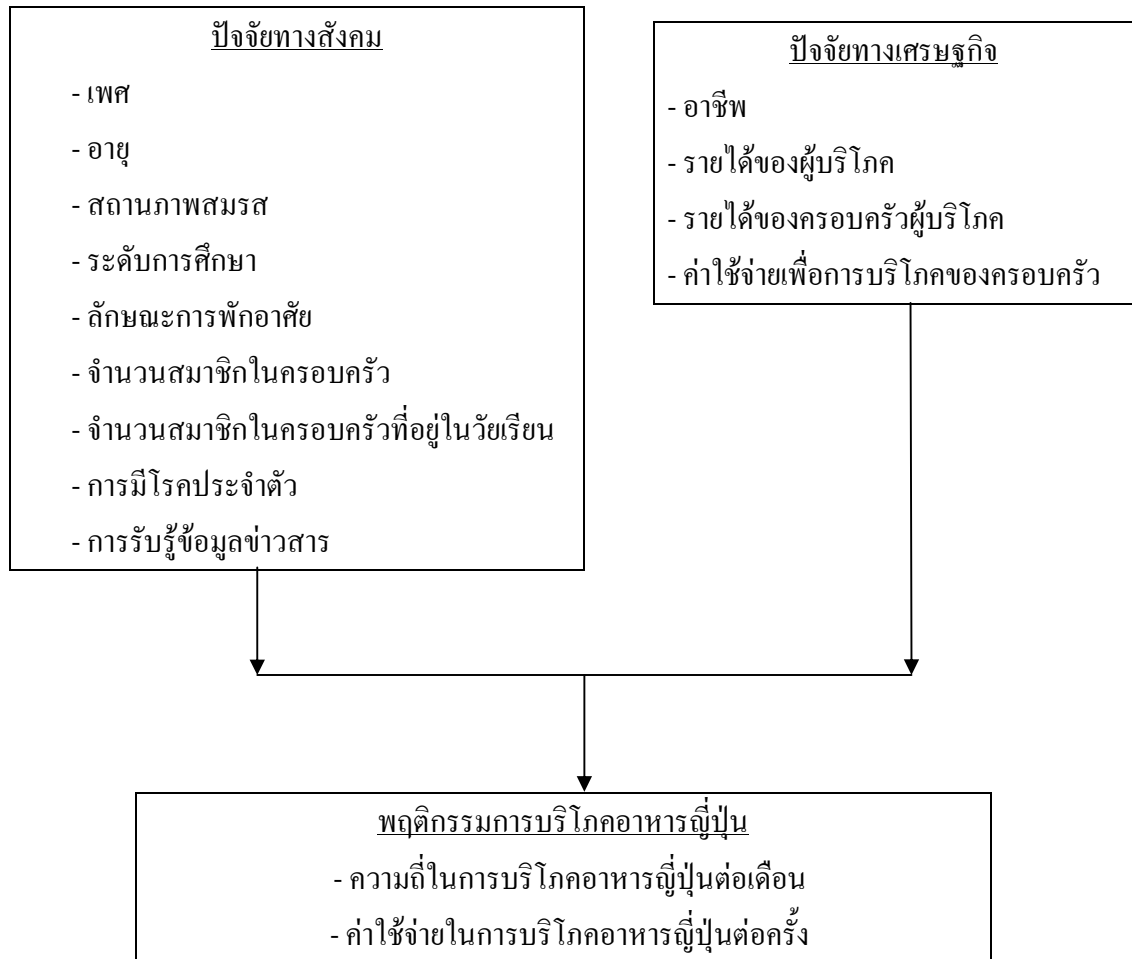 ปัจจัยทางสังคม
- เพศ
- อายุ
- สถานภาพสมรส
- ระดับการศึกษา
- ลักษณะการพักอาศัย
- จำนวนสมาชิกในครอบครัว
- จำนวนสมาชิกในครอบครัวที่อยู่ในวัยเรียน
- การมีโรคประจำตัว
- การรับรู้ข้อมูลข่าวสาร
ปัจจัยทางเศรษฐกิจ
- อาชีพ
- รายได้ของผู้บริโภค
- รายได้ของครอบครัวผู้บริโภค
- ค่าใช้จ่ายเพื่อการบริโภคของครอบครัว
พฤติกรรมการบริโภคอาหารญี่ปุ่น
- ความถี่ในการบริโภคอาหารญี่ปุ่นต่อเดือน
- ค่าใช้จ่ายในการบริโภคอาหารญี่ปุ่นต่อครั้ง